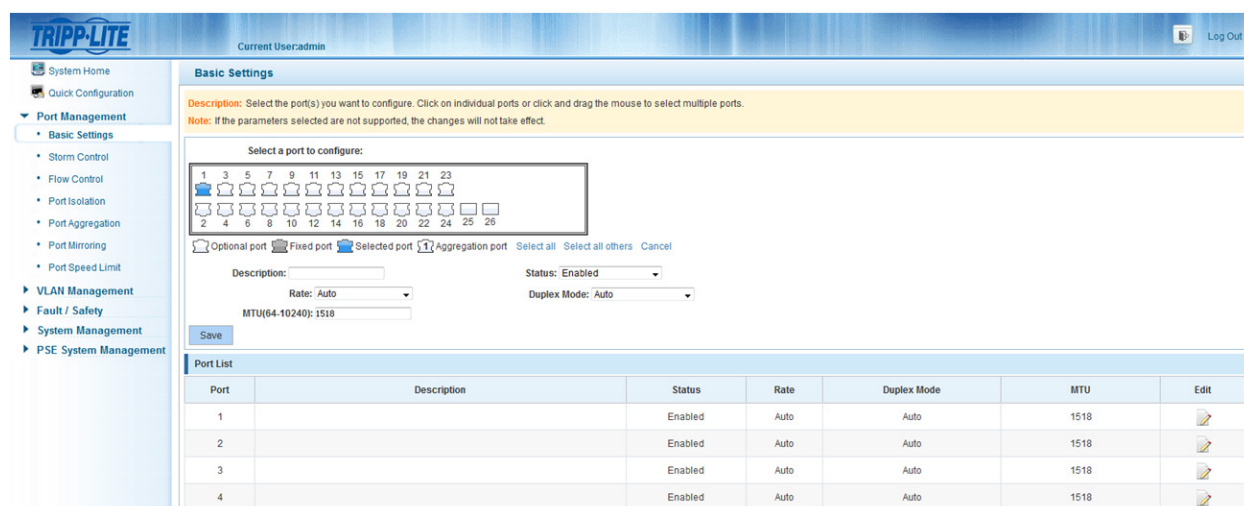 TRIPP·LITE
Current User:admin
Log Out
System Home
Quick Configuration
Port Management
• Basic Settings
• Storm Control
• Flow Control
• Port Isolation
• Port Aggregation
• Port Mirroring
• Port Speed Limit
VLAN Management
Fault / Safety
System Management
PSE System Management
Basic Settings
Description: Select the port(s) you want to configure. Click on individual ports or click and drag the mouse to select multiple ports.
Note: If the parameters selected are not supported, the changes will not take effect.
Select a port to configure:
1 3 5 7 9 11 13 15 17 19 21 23
2 4 6 8 10 12 14 16 18 20 22 24 25 26
Optional port Fixed port Selected port 1 Aggregation port Select all Select all others Cancel
Description: Status: Enabled
Rate: Auto Duplex Mode: Auto
MTU(64-10240): 1518
Save
Port List
Port Description Status Rate Duplex Mode MTU Edit
1 Enabled Auto Auto 1518
2 Enabled Auto Auto 1518
3 Enabled Auto Auto 1518
4 Enabled Auto Auto 1518